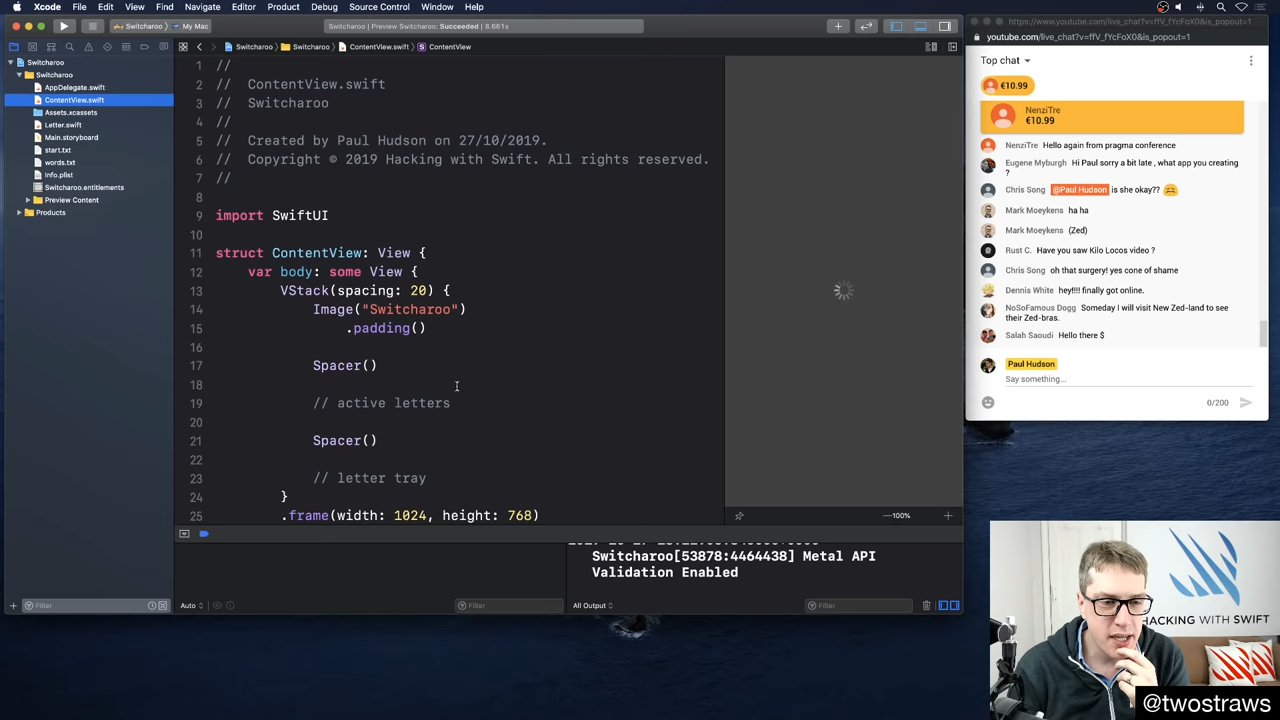 Xcode File Edit View Find Navigate Editor Product Debug Source Control Window Help
Switcharoo My Mac
Switcharoo | Preview Switcharoo: Succeeded | 8.661s
Switcharoo Switcharoo ContentView.swift S ContentView
Switcharoo
Switcharoo
AppDelegate.swift
ContentView.swift
Assets.xcassets
Letter.swift
Main.storyboard
start.txt
words.txt
Info.plist
Switcharoo.entitlements
Preview Content
Products
Filter
1 //
2 // ContentView.swift
3 // Switcharoo
4 //
5 // Created by Paul Hudson on 27/10/2019.
6 // Copyright © 2019 Hacking with Swift. All rights reserved.
7 //
8
9 import SwiftUI
10
11 struct ContentView: View {
12 var body: some View {
13 VStack(spacing: 20) {
14 Image("Switcharoo")
15 .padding()
16
17 Spacer()
18
19 // active letters
20
21 Spacer()
22
23 // letter tray
24 }
25 .frame(width: 1024, height: 768)
100%
Switcharoo[53878:4464438] Metal API
Validation Enabled
Auto
Filter
All Output
Filter
https://www.youtube.com/live_chat?v=ffV_fYcFoX0&is_popout=1
youtube.com/live_chat?v=ffV_fYcFoX0&is_popout=1
Top chat
€10.99
NenziTre
€10.99
NenziTre Hello again from pragma conference
Eugene Myburgh Hi Paul sorry a bit late , what app you creating
?
Chris Song @Paul Hudson is she okay??
Mark Moeykens ha ha
Mark Moeykens (Zed)
Rust C. Have you saw Kilo Locos video ?
Chris Song oh that surgery! yes cone of shame
Dennis White hey!!!! finally got online.
NoSoFamous Dogg Someday I will visit New Zed-land to see
their Zed-bras.
Salah Saoudi Hello there $
Paul Hudson
Say something...
0/200
HACKING WITH SWIFT
@twostraws